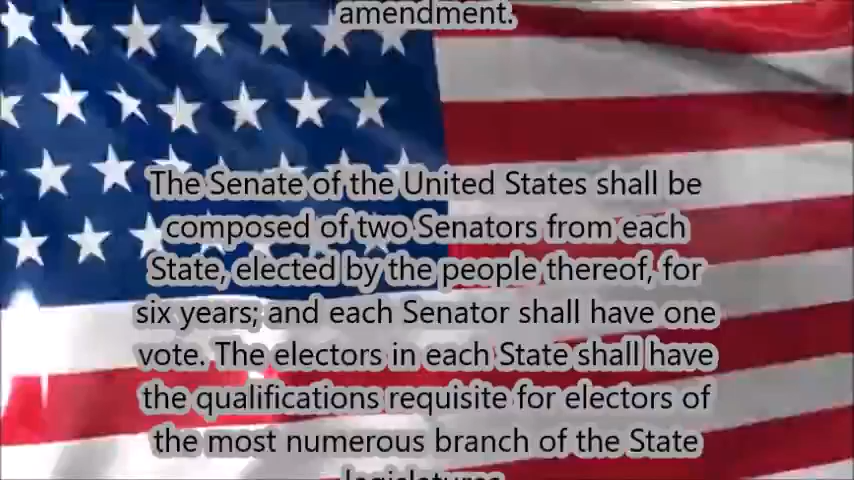 amendment.
The Senate of the United States shall be
composed of two Senators from each
State, elected by the people thereof, for
six years; and each Senator shall have one
vote. The electors in each State shall have
the qualifications requisite for electors of
the most numerous branch of the State
legislatures.